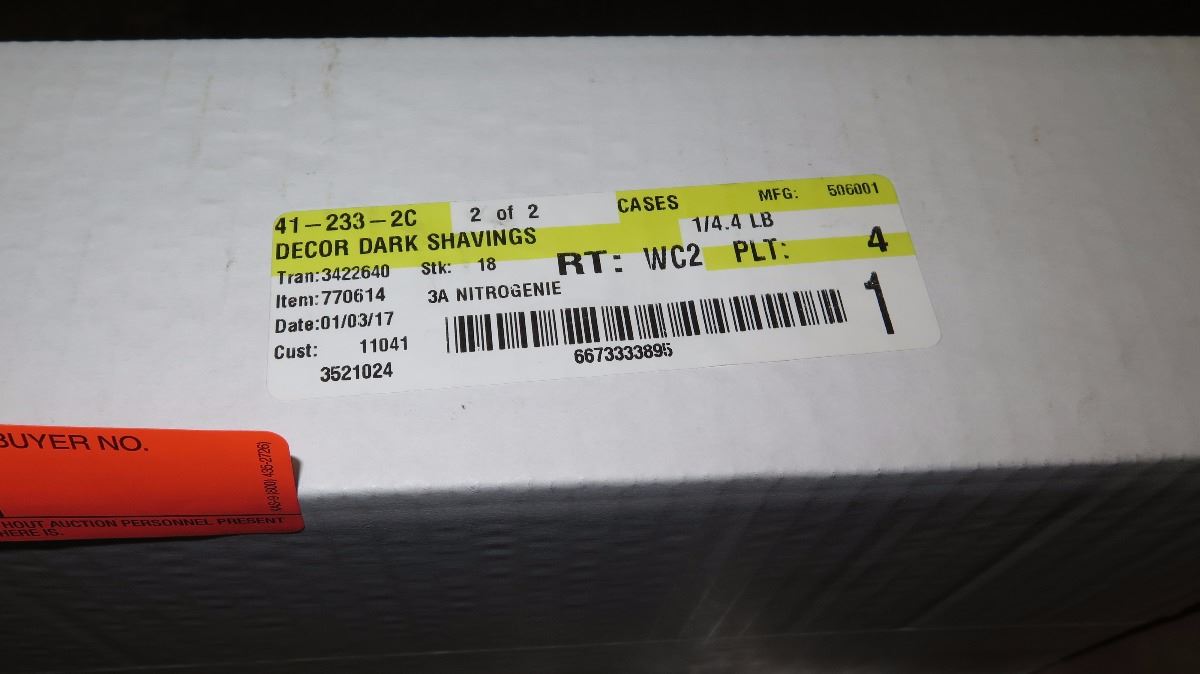 41-233-2C 2 of 2 CASES MFG: 506001
DECOR DARK SHAVINGS 1/4.4 LB
Tran:3422640 Stk: 18 RT: WC2 PLT: 4
Item:770614 3A NITROGENIE 1
Date:01/03/17
Cust: 11041
3521024
6673333895
BUYER NO.
AUCTION PERSONNEL PRESENT
HERE IS.